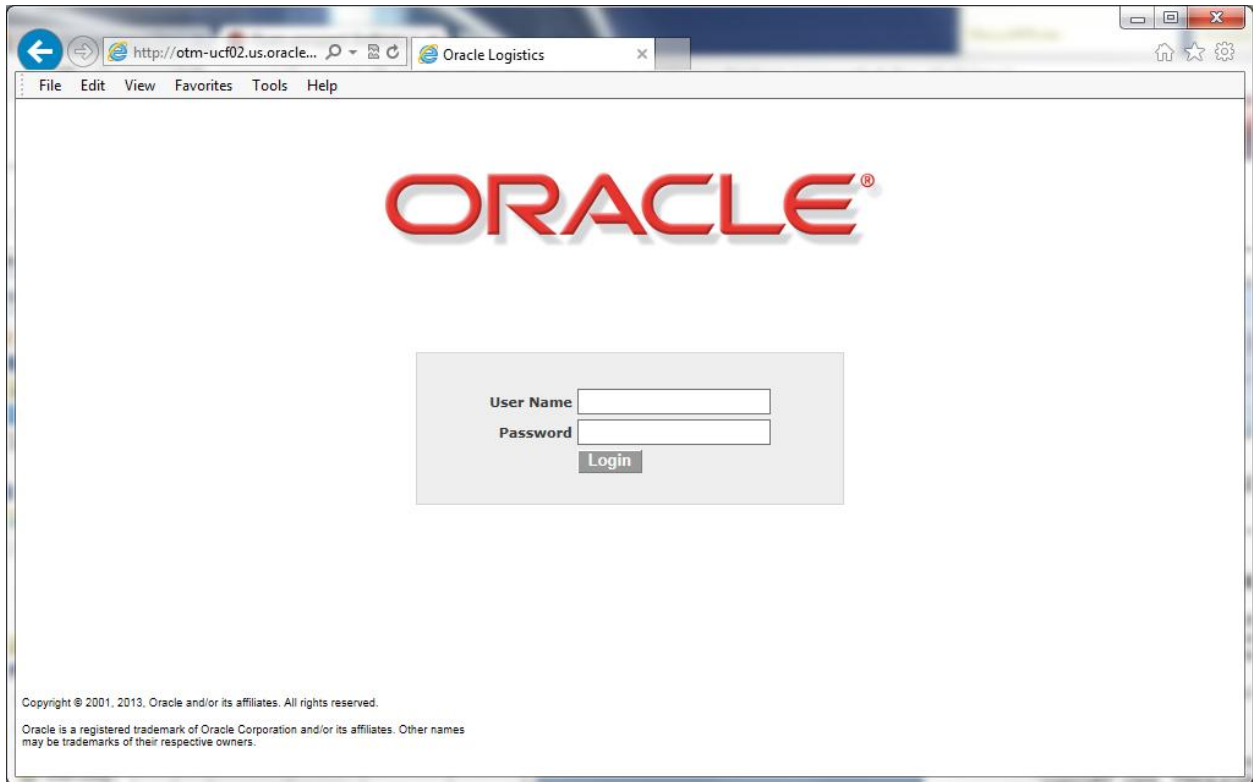 http://otm-ucf02.us.oracle... Oracle Logistics
File Edit View Favorites Tools Help
ORACLE®
User Name
Password
Login
Copyright © 2001, 2013, Oracle and/or its affiliates. All rights reserved.
Oracle is a registered trademark of Oracle Corporation and/or its affiliates. Other names
may be trademarks of their respective owners.